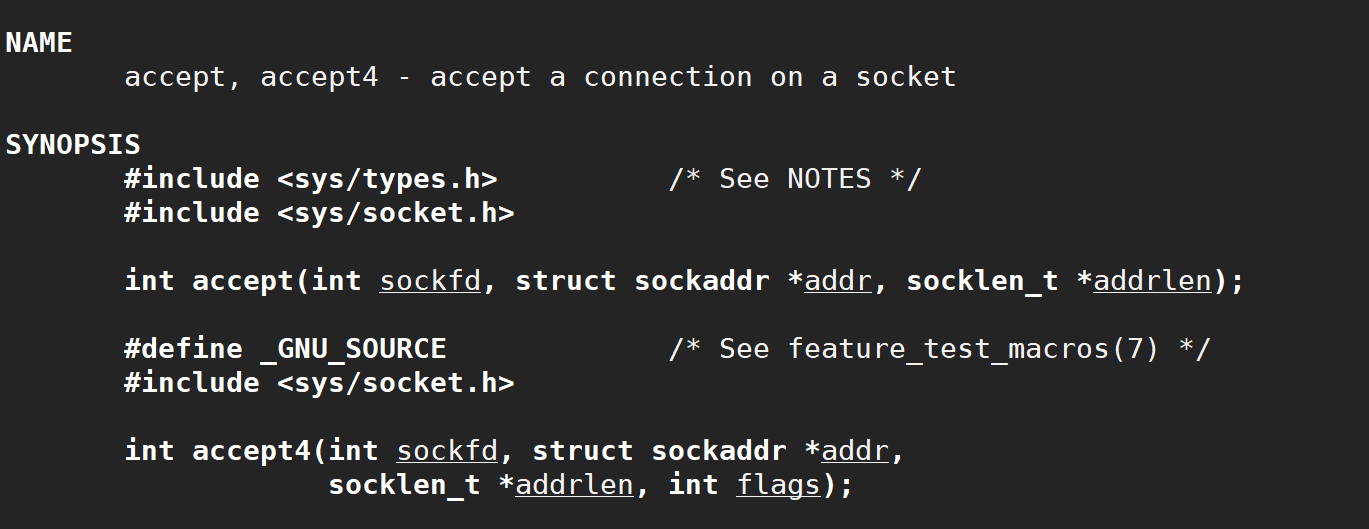 NAME
accept, accept4 - accept a connection on a socket
SYNOPSIS
#include <sys/types.h>          /* See NOTES */
#include <sys/socket.h>
int accept(int sockfd, struct sockaddr *addr, socklen_t *addrlen);
#define _GNU_SOURCE             /* See feature_test_macros(7) */
#include <sys/socket.h>
int accept4(int sockfd, struct sockaddr *addr,
socklen_t *addrlen, int flags);